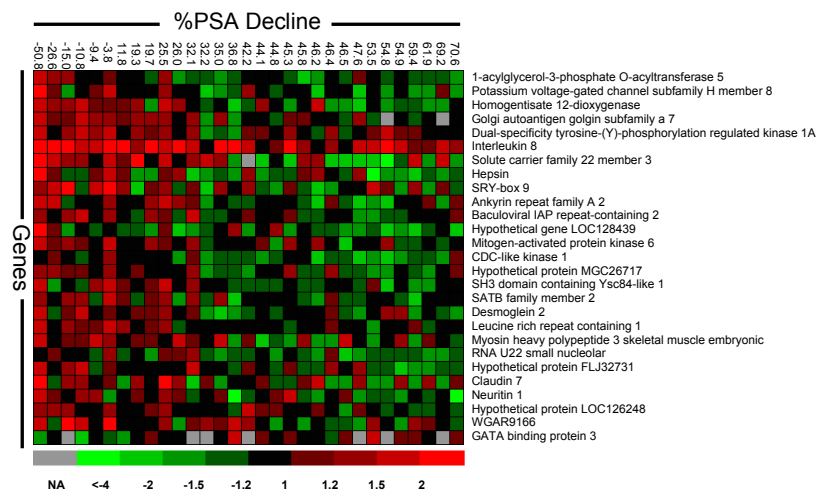 %PSA Decline
-50.8 -26.6 -15.0 -10.8 -9.4 -3.8 11.8 19.3 19.7 25.5 26.0 32.1 32.2 35.0 36.8 42.2 44.1 44.8 45.3 45.8 46.2 46.4 46.5 47.6 53.5 54.8 54.9 59.4 61.9 69.2 70.6
Genes
1-acylglycerol-3-phosphate O-acyltransferase 5
Potassium voltage-gated channel subfamily H member 8
Homogentisate 12-dioxygenase
Golgi autoantigen golgin subfamily a 7
Dual-specificity tyrosine-(Y)-phosphorylation regulated kinase 1A
Interleukin 8
Solute carrier family 22 member 3
Hepsin
SRY-box 9
Ankyrin repeat family A 2
Baculoviral IAP repeat-containing 2
Hypothetical gene LOC128439
Mitogen-activated protein kinase 6
CDC-like kinase 1
Hypothetical protein MGC26717
SH3 domain containing Ysc84-like 1
SATB family member 2
Desmoglein 2
Leucine rich repeat containing 1
Myosin heavy polypeptide 3 skeletal muscle embryonic
RNA U22 small nucleolar
Hypothetical protein FLJ32731
Claudin 7
Neuritin 1
Hypothetical protein LOC126248
WGAR9166
GATA binding protein 3
NA <-4 -2 -1.5 -1.2 1 1.2 1.5 2